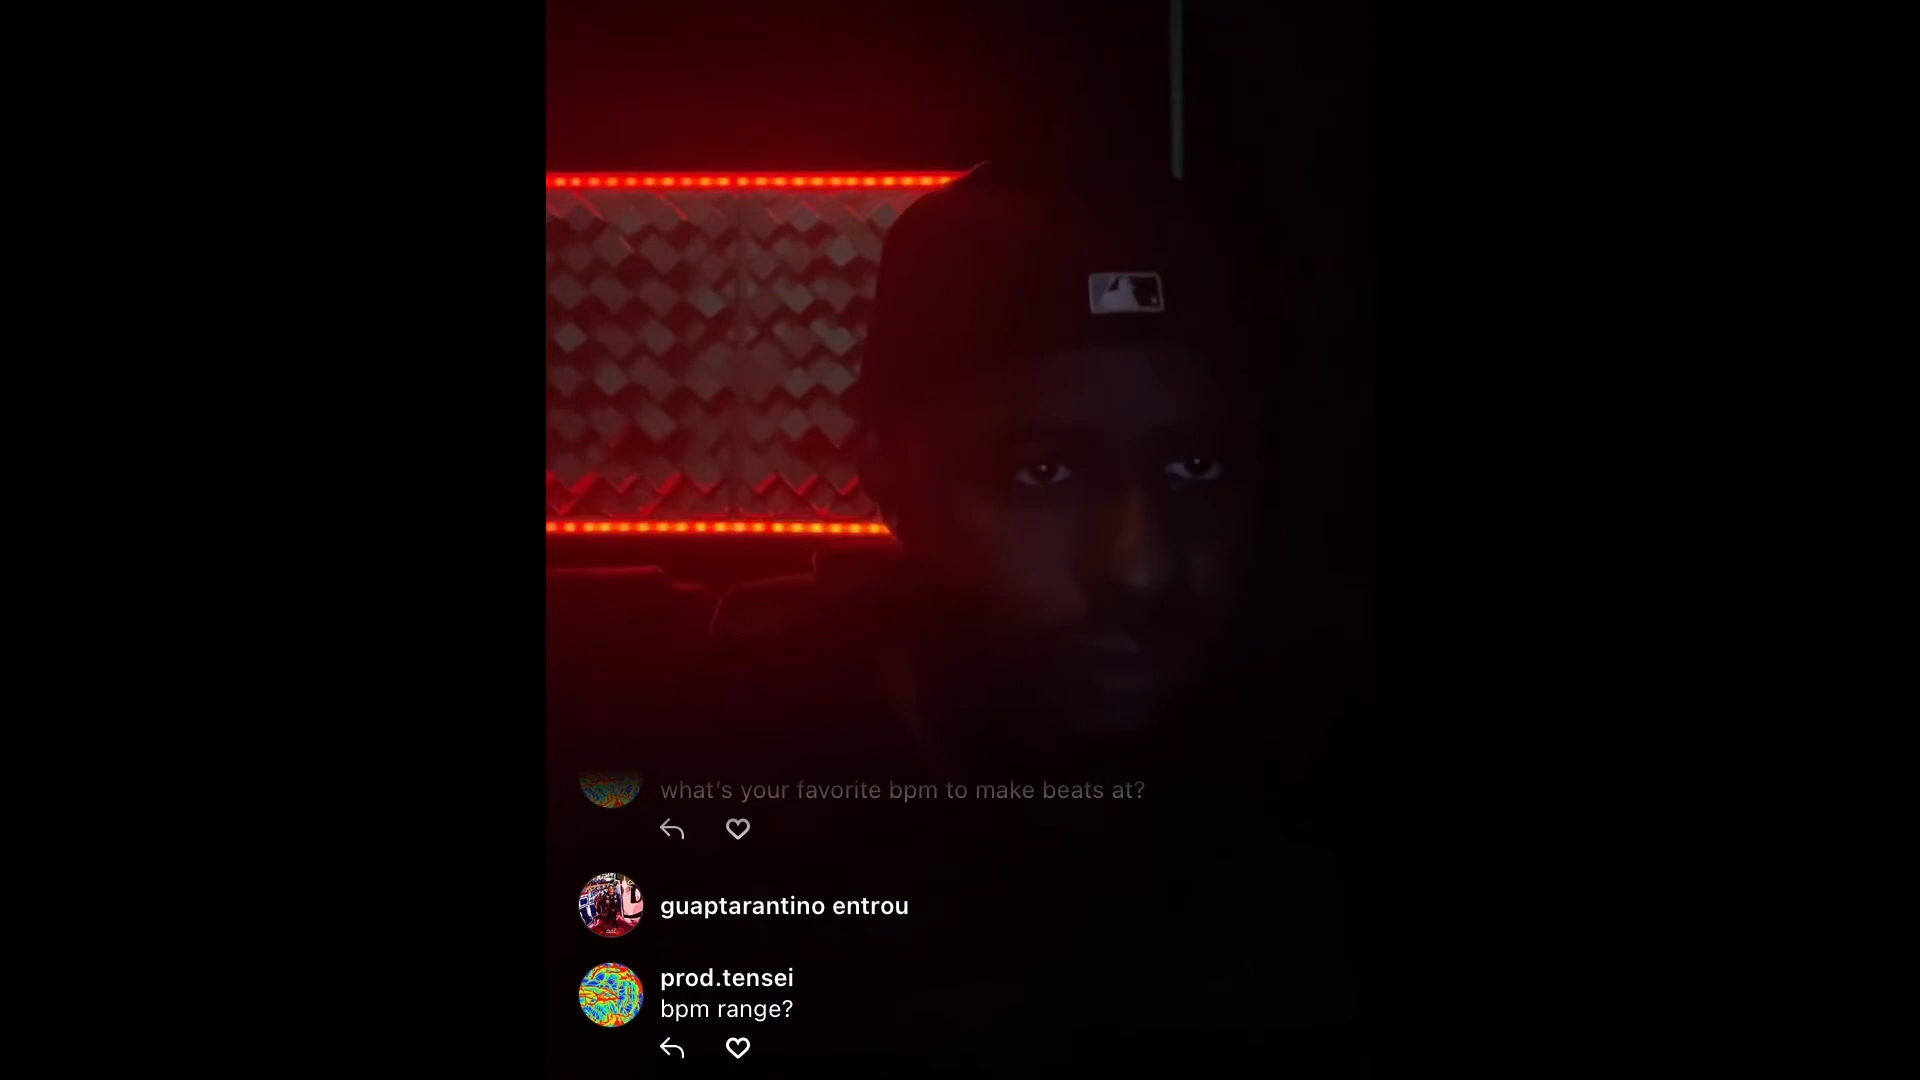 what's your favorite bpm to make beats at?
guaptarantino entrou
prod.tensei
bpm range?